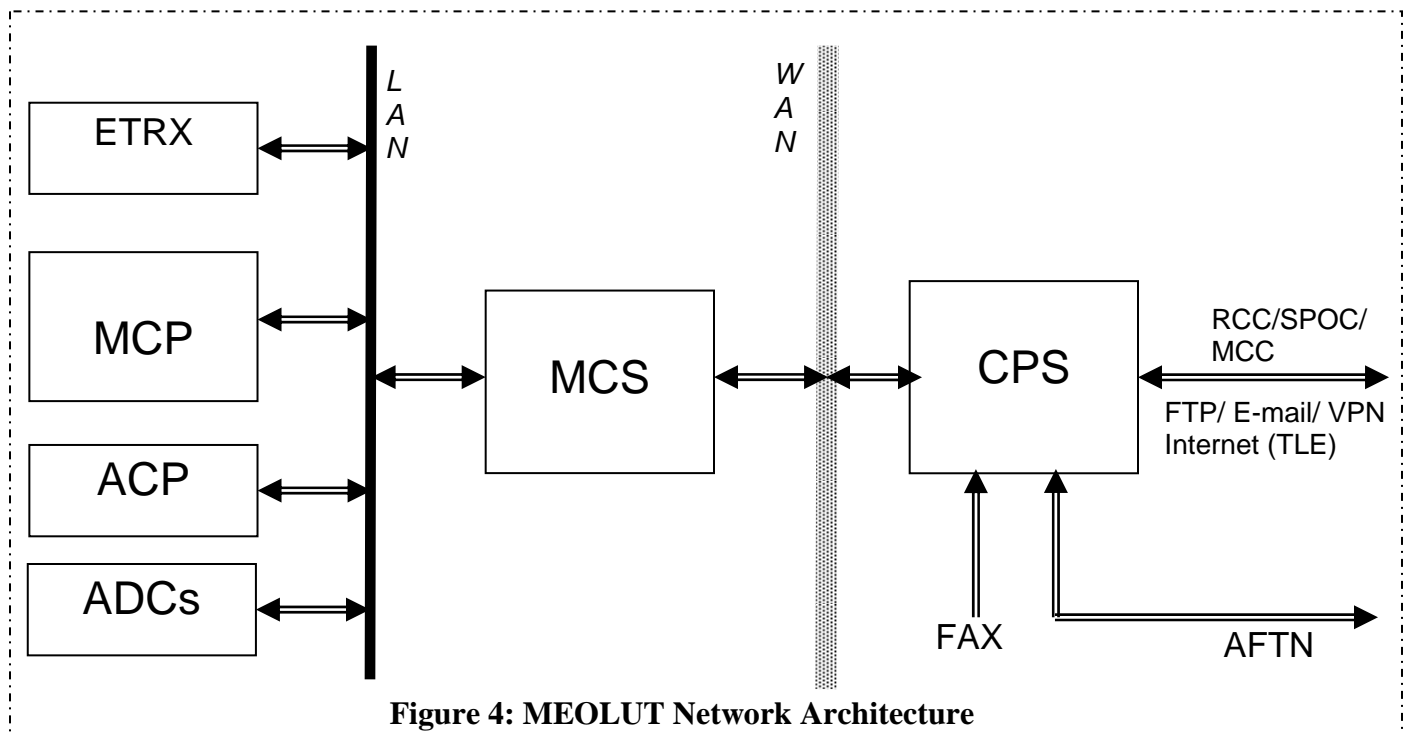 L
A
N
W
A
N
ETRX
MCP
ACP
ADCs
MCS
CPS
RCC/SPOC/
MCC
FTP/ E-mail/ VPN
Internet (TLE)
FAX
AFTN
Figure 4: MEOLUT Network Architecture